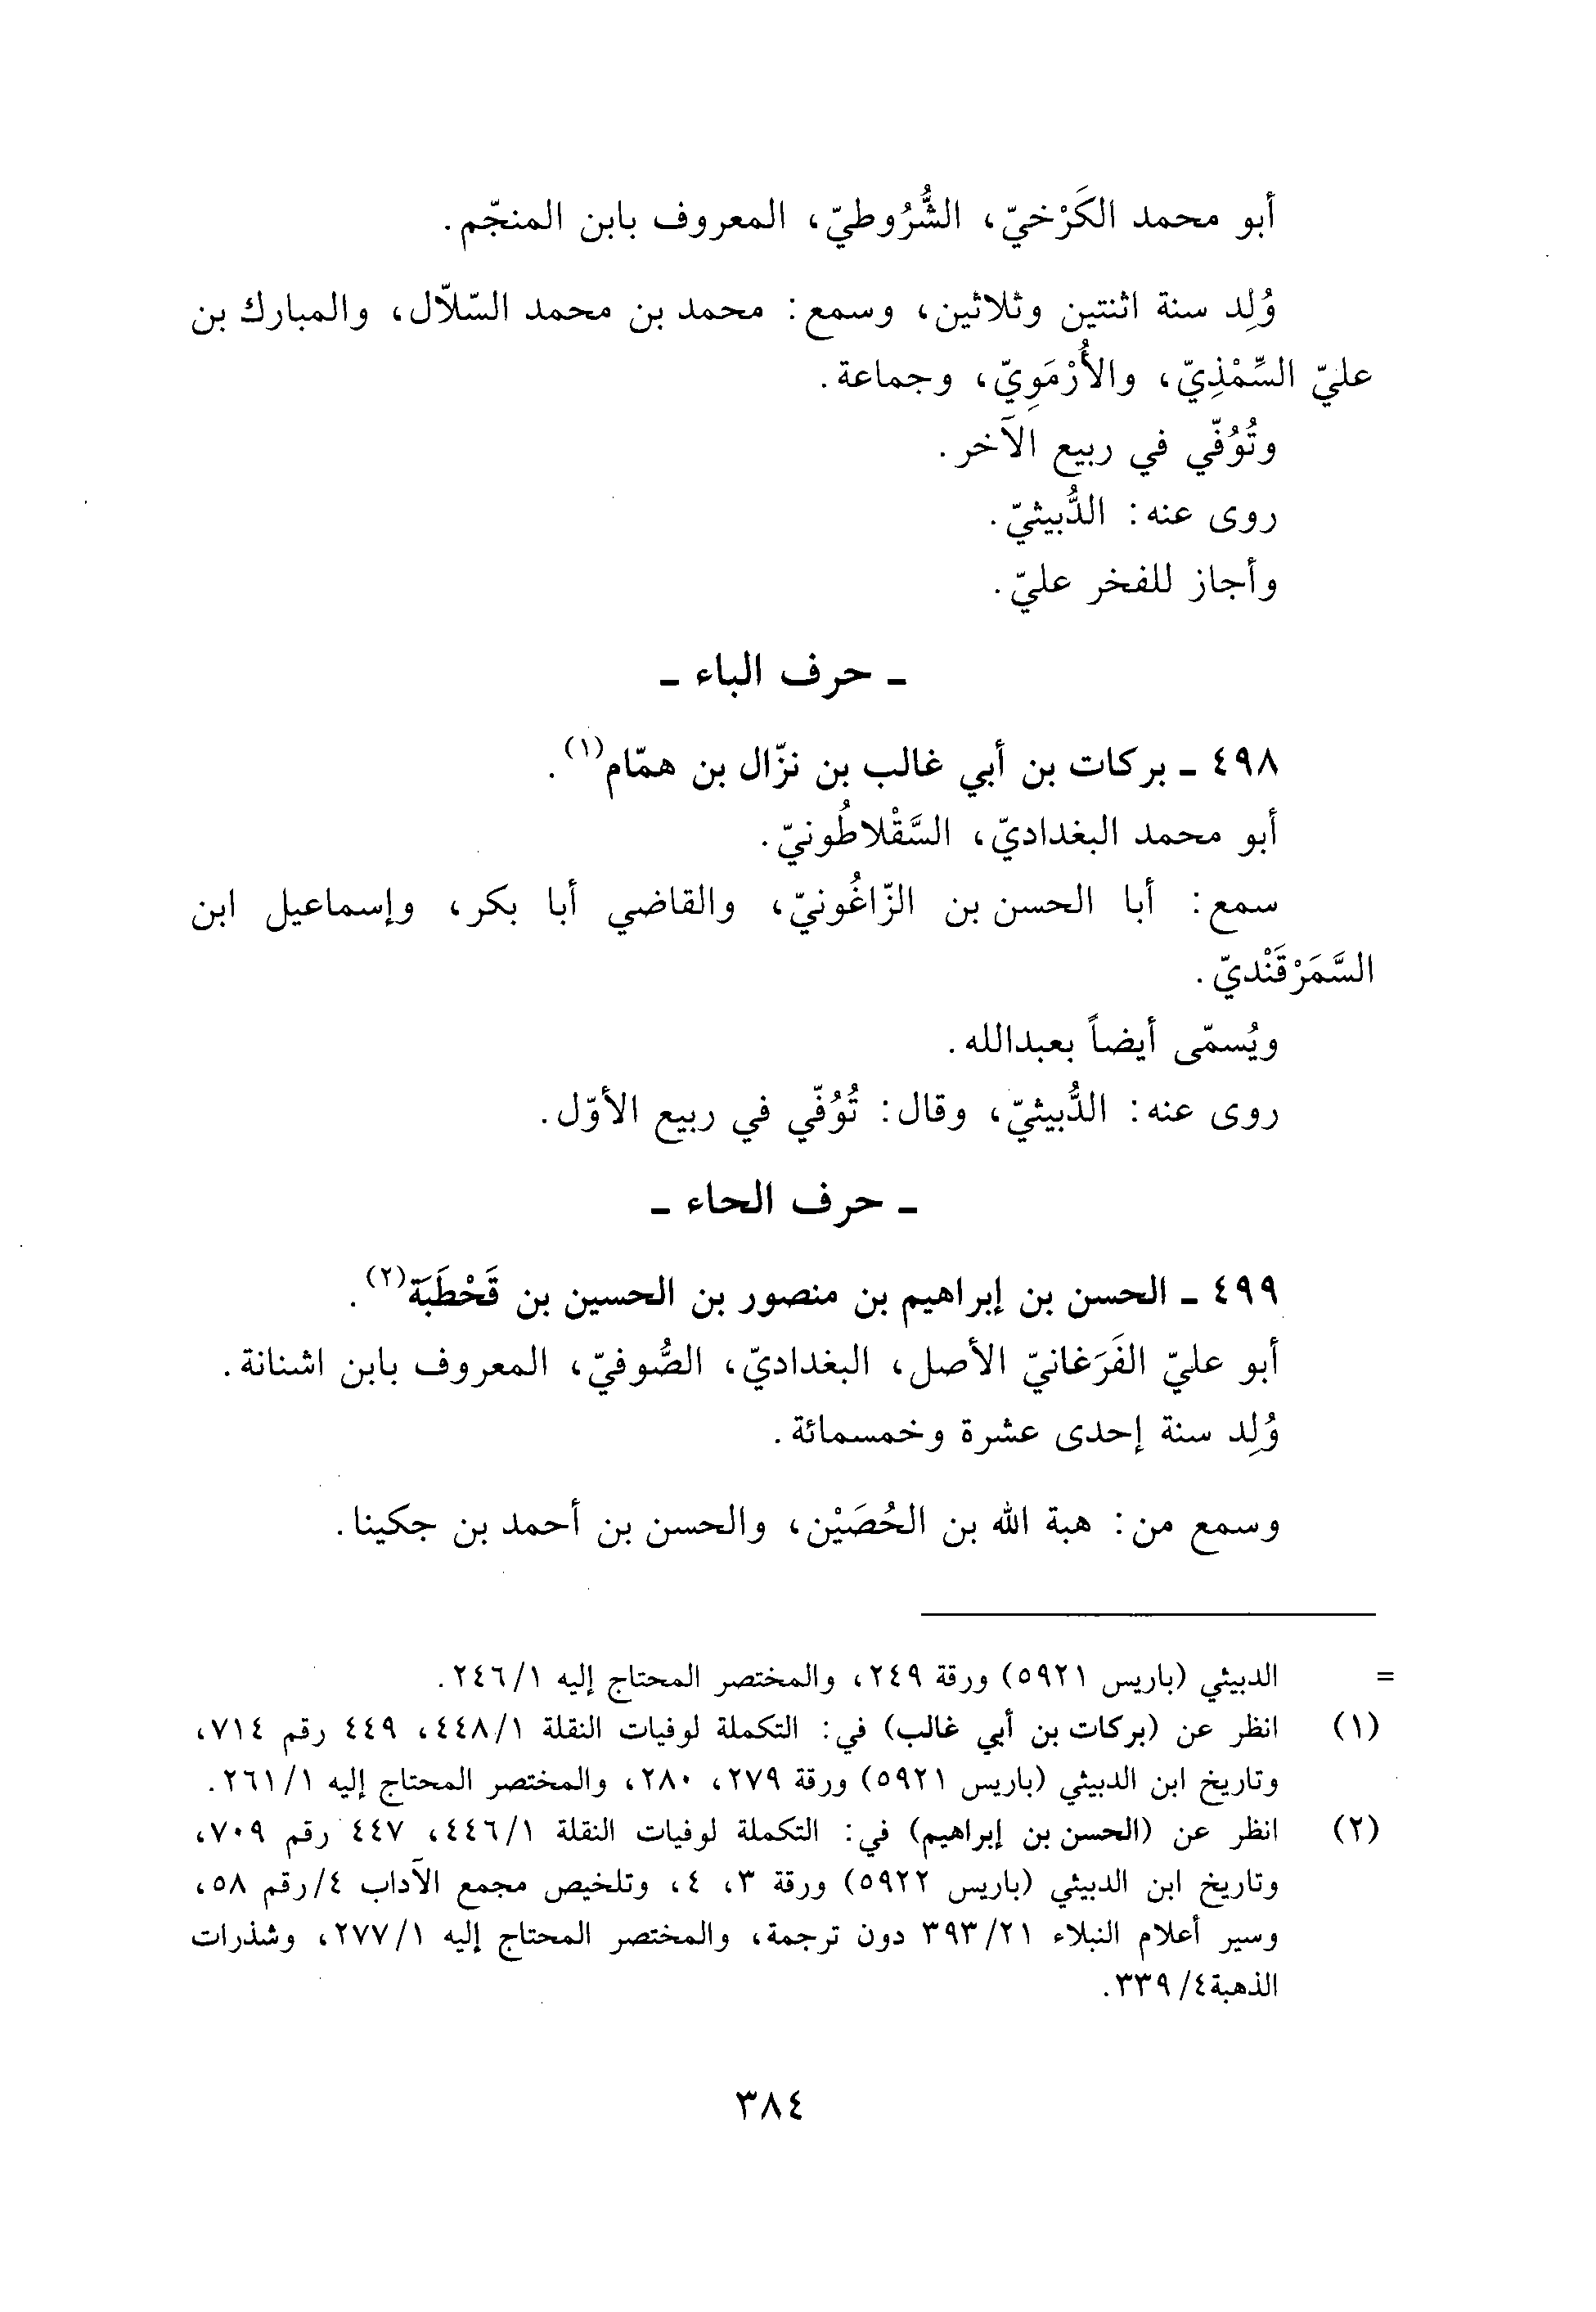 أبو محمد الكَرْخيّ، الشُّرُوطيّ، المعروف بابن المنجّم.
وُلِد سنة اثنتين وثلاثين، وسمع: محمد بن محمد السّلاّل، والمبارك بن
عليّ السِّمْذِيّ، والأُرْمَوِيّ، وجماعة.
وتُوُفّي في ربيع الآخر.
روى عنه: الدُّبيثيّ.
وأجاز للفخر عليّ.
ـ حرف الباء ـ
٤٩٨ ـ بركات بن أبي غالب بن نزّال بن همّام(١).
أبو محمد البغداديّ، السَّقْلاطُونيّ.
سمع: أبا الحسن بن الزّاغُونيّ، والقاضي أبا بكر، وإسماعيل ابن
السَّمَرْقَنْديّ.
ويُسمّى أيضاً بعبدالله.
روى عنه: الدُّبيثيّ، وقال: تُوُفّي في ربيع الأوّل.
ـ حرف الحاء ـ
٤٩٩ ـ الحسن بن إبراهيم بن منصور بن الحسين بن قَحْطَبَة(٢).
أبو عليّ الفَرَغانيّ الأصل، البغداديّ، الصُّوفيّ، المعروف بابن اشنانة.
وُلِد سنة إحدى عشرة وخمسمائة.
وسمع من: هبة الله بن الحُصَيْن، والحسن بن أحمد بن جكينا.
= الدبيثي (باريس ٥٩٢١) ورقة ٢٤٩، والمختصر المحتاج إليه ٢٤٦/١.
(١) انظر عن (بركات بن أبي غالب) في: التكملة لوفيات النقلة ٤٤٨/١، ٤٤٩ رقم ٧١٤،
وتاريخ ابن الدبيثي (باريس ٥٩٢١) ورقة ٢٧٩، ٢٨٠، والمختصر المحتاج إليه ٢٦١/١.
(٢) انظر عن (الحسن بن إبراهيم) في: التكملة لوفيات النقلة ٤٤٦/١، ٤٤٧ رقم ٧٠٩،
وتاريخ ابن الدبيثي (باريس ٥٩٢٢) ورقة ٣، ٤، وتلخيص مجمع الآداب ٤/رقم ٥٨،
وسير أعلام النبلاء ٣٩٣/٢١ دون ترجمة، والمختصر المحتاج إليه ٢٧٧/١، وشذرات
الذهبة٣٣٩/٤.
٣٨٤